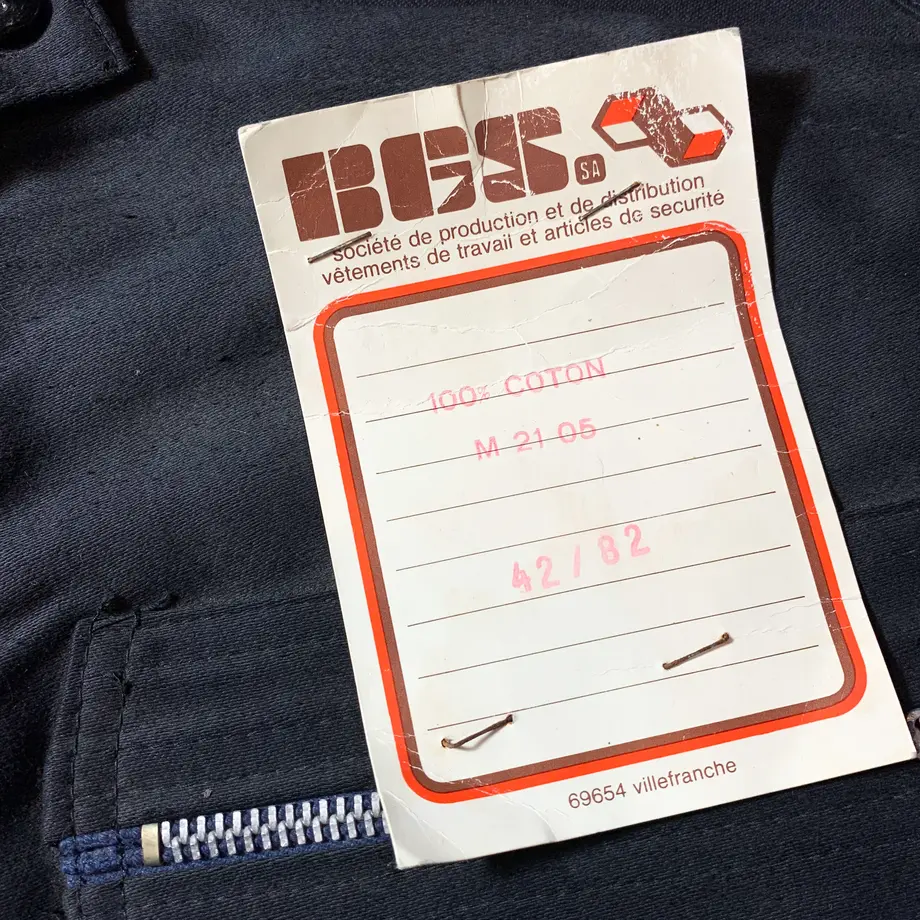 BGS.
SA
société de production et de distribution
vêtements de travail et articles de securité
100% COTON
M 21 05
42 / 82
69654 villefranche